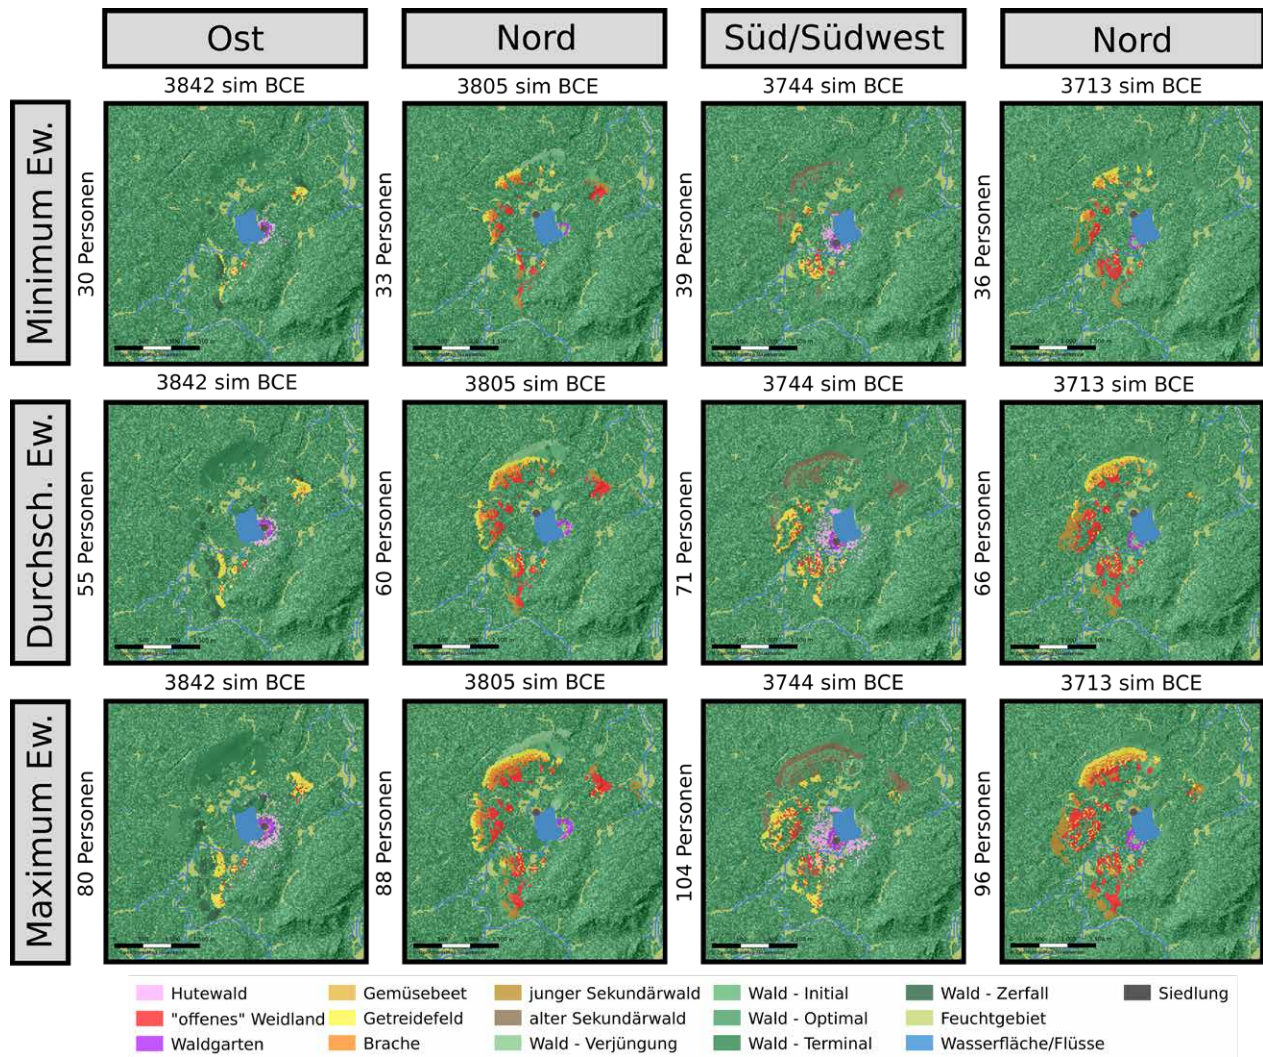 Ost
Nord
Süd/Südwest
Nord
3842 sim BCE
3805 sim BCE
3744 sim BCE
3713 sim BCE
Minimum Ew.
30 Personen
33 Personen
39 Personen
36 Personen
3842 sim BCE
3805 sim BCE
3744 sim BCE
3713 sim BCE
Durchsch. Ew.
55 Personen
60 Personen
71 Personen
66 Personen
3842 sim BCE
3805 sim BCE
3744 sim BCE
3713 sim BCE
Maximum Ew.
80 Personen
88 Personen
104 Personen
96 Personen
Hutewald
Gemüsebeet
junger Sekundärwald
Wald - Initial
Wald - Zerfall
Siedlung
"offenes" Weidland
Getreidefeld
alter Sekundärwald
Wald - Optimal
Feuchtgebiet
Waldgarten
Brache
Wald - Verjüngung
Wald - Terminal
Wasserfläche/Flüsse